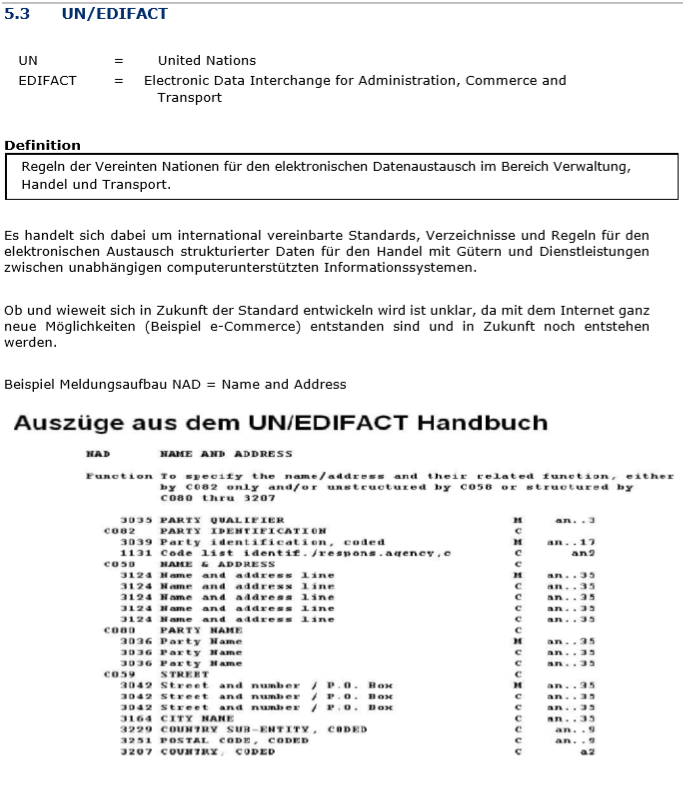 5.3 UN/EDIFACT
UN = United Nations
EDIFACT = Electronic Data Interchange for Administration, Commerce and
Transport
Definition
Regeln der Vereinten Nationen für den elektronischen Datenaustausch im Bereich Verwaltung,
Handel und Transport.
Es handelt sich dabei um international vereinbarte Standards, Verzeichnisse und Regeln für den
elektronischen Austausch strukturierter Daten für den Handel mit Gütern und Dienstleistungen
zwischen unabhängigen computerunterstützten Informationssystemen.
Ob und wieweit sich in Zukunft der Standard entwickeln wird ist unklar, da mit dem Internet ganz
neue Möglichkeiten (Beispiel e-Commerce) entstanden sind und in Zukunft noch entstehen
werden.
Beispiel Meldungsaufbau NAD = Name and Address
Auszüge aus dem UN/EDIFACT Handbuch
NAD NAME AND ADDRESS
Function To specify the name/address and their related function, either
by C082 only and/or unstructured by C058 or structured by
C080 thru 3207
3035 PARTY QUALIFIER M an..3
C082 PARTY IDENTIFICATION C
3039 Party identification, coded M an..17
1131 Code list identif./respons.agency,c C an2
C058 NAME & ADDRESS C
3124 Name and address line M an..35
3124 Name and address line C an..35
3124 Name and address line C an..35
3124 Name and address line C an..35
3124 Name and address line C an..35
C080 PARTY NAME C
3036 Party Name M an..35
3036 Party Name C an..35
3036 Party Name C an..35
C059 STREET C
3042 Street and number / P.O. Box M an..35
3042 Street and number / P.O. Box C an..35
3042 Street and number / P.O. Box C an..35
3164 CITY NAME C an..35
3229 COUNTRY SUB-ENTITY, CODED C an..9
3251 POSTAL CODE, CODED C an..9
3207 COUNTRY, CODED C a2